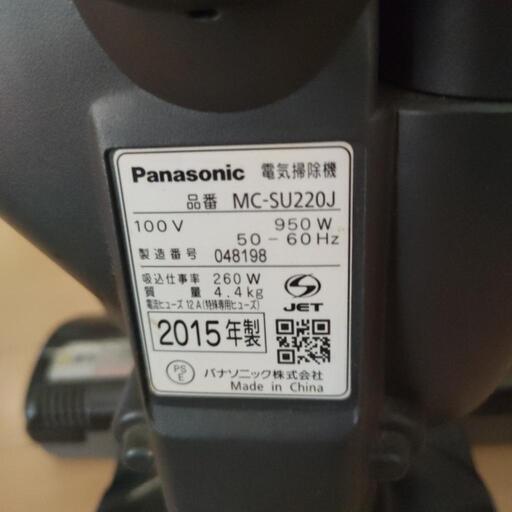 Panasonic 電気掃除機
品番 MC-SU220J
100V 950W
50-60Hz
製造番号 048198
吸込仕事率 260W
質量 4.4kg
電流ヒューズ 12A(特殊専用ヒューズ)
JET
2015年製
PS
E
パナソニック株式会社
Made in China